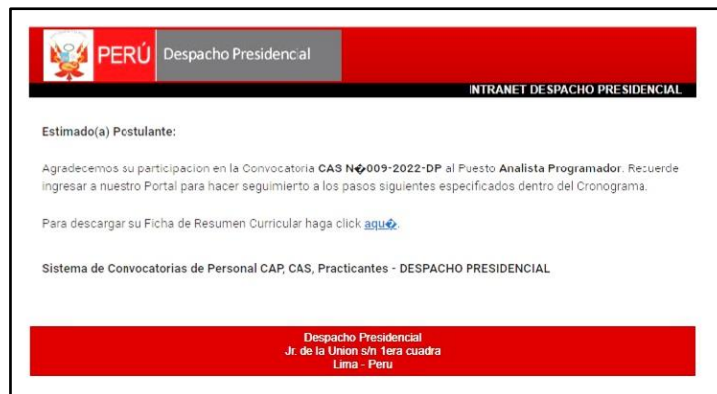 PERÚ Despacho Presidencial
INTRANET DESPACHO PRESIDENCIAL
Estimado(a) Postulante:
Agradecemos su participacion en la Convocatoria CAS N�009-2022-DP al Puesto Analista Programador. Recuerde
ingresar a nuestro Portal para hacer seguimiento a los pasos siguientes especificados dentro del Cronograma.
Para descargar su Ficha de Resumen Curricular haga click aqu�.
Sistema de Convocatorias de Personal CAP, CAS, Practicantes - DESPACHO PRESIDENCIAL
Despacho Presidencial
Jr. de la Union s/n 1era cuadra
Lima - Peru